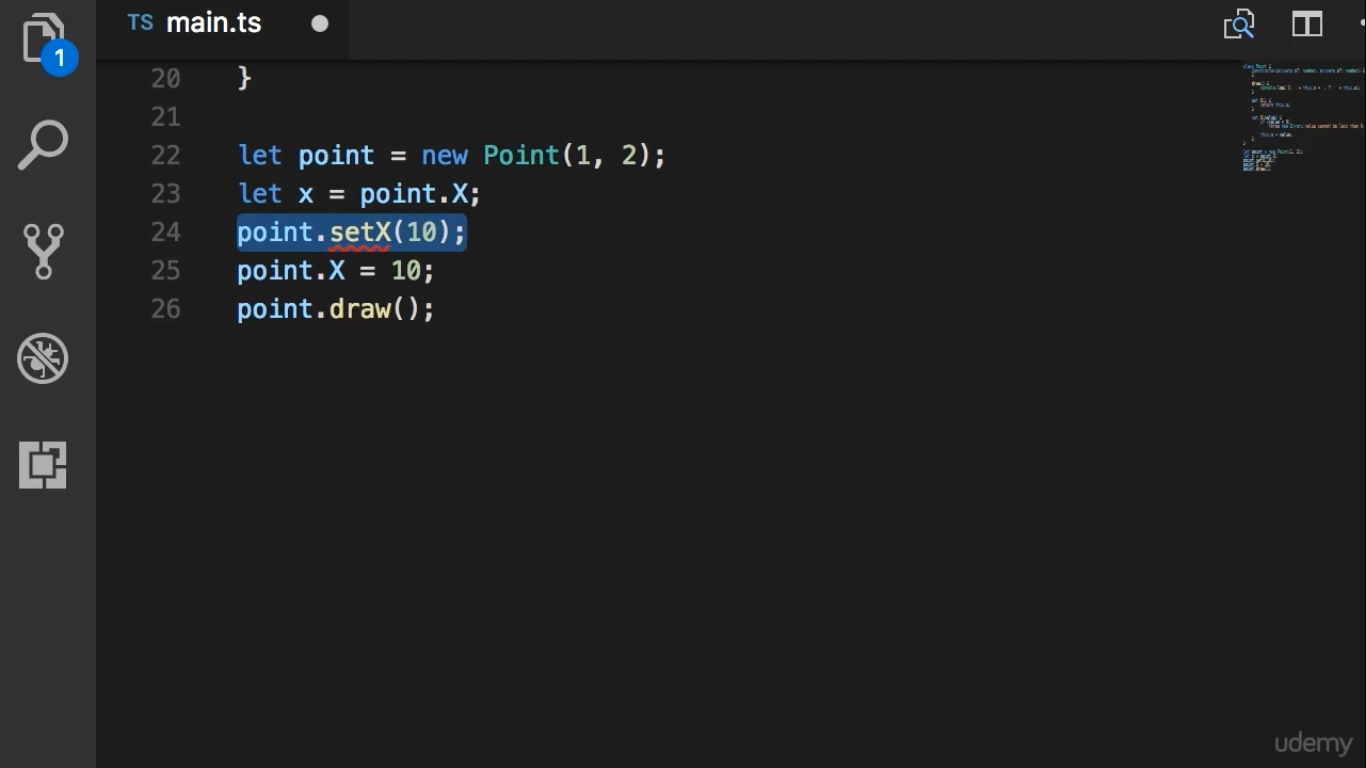 TS main.ts
1
20 }
21
22 let point = new Point(1, 2);
23 let x = point.X;
24 point.setX(10);
25 point.X = 10;
26 point.draw();
udemy